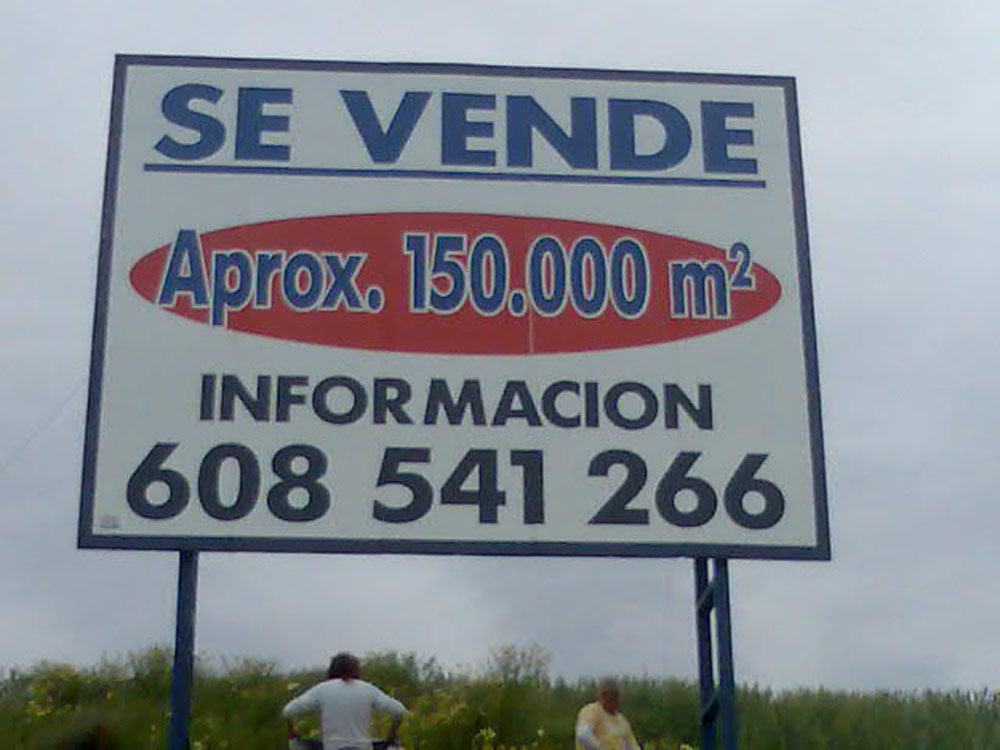 SE VENDE
Aprox. 150.000 m²
INFORMACION
608 541 266